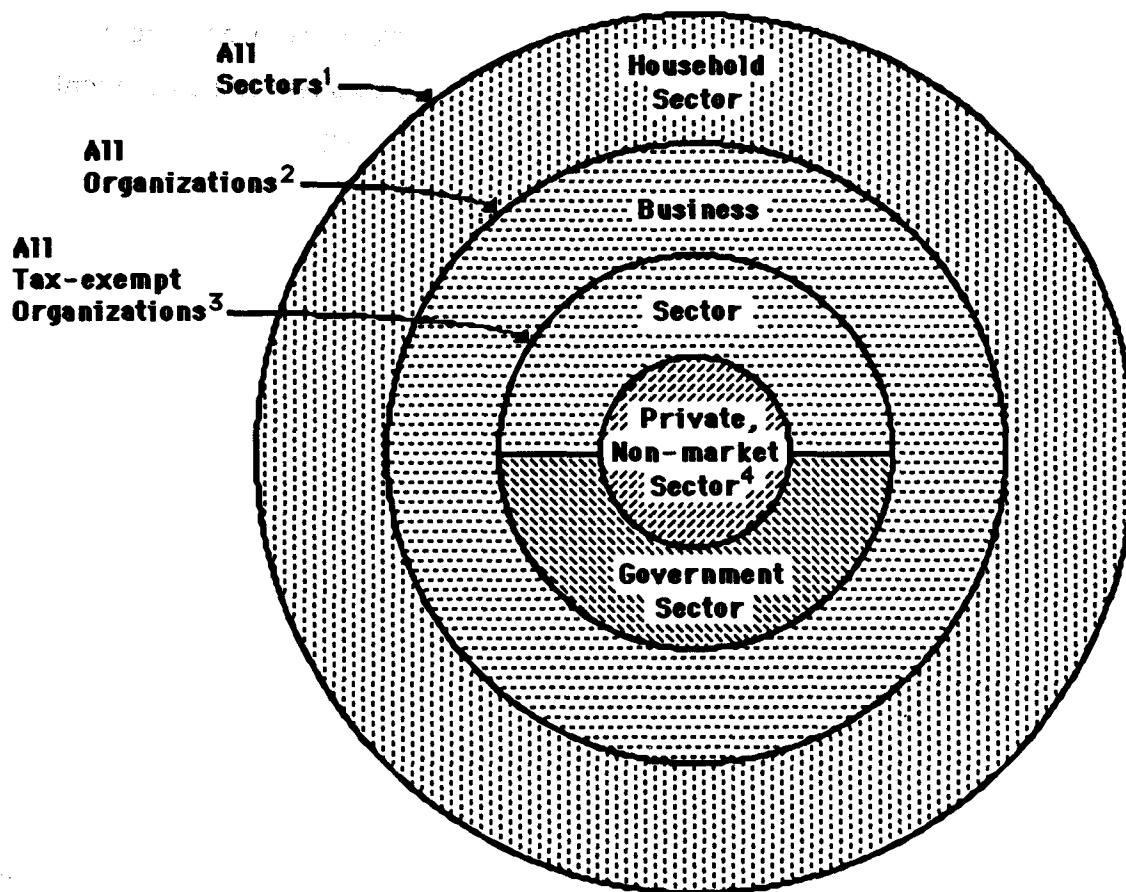 All
Sectors¹
All
Organizations²
All
Tax-exempt
Organizations³
Household
Sector
Business
Sector
Private,
Non-market
Sector⁴
Government
Sector